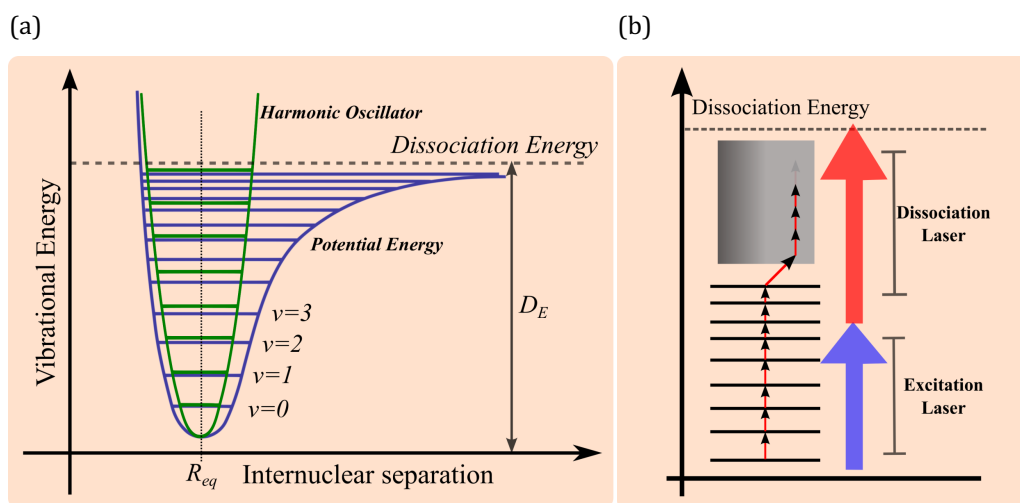 (a)
Harmonic Oscillator
Dissociation Energy
Potential Energy
v=3
v=2
v=1
v=0
D_E
Vibrational Energy
R_eq
Internuclear separation
(b)
Dissociation Energy
Dissociation
Laser
Excitation
Laser